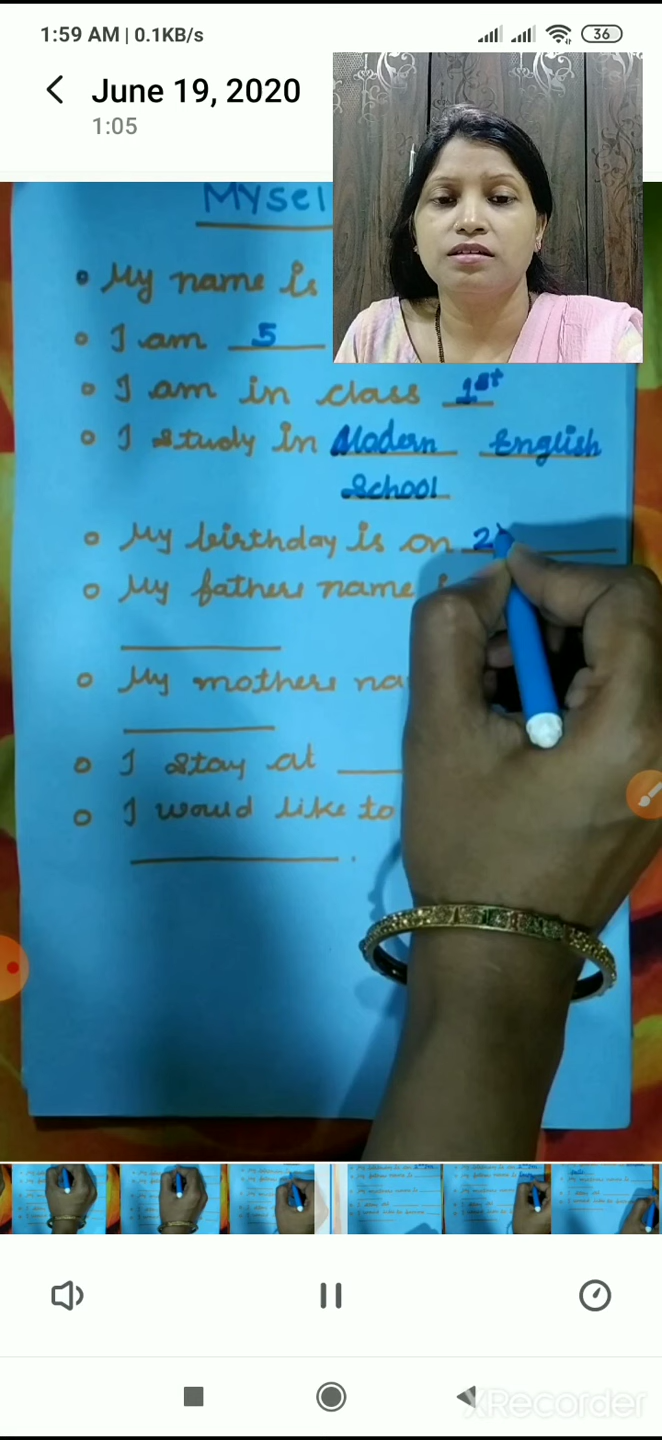 1:59 AM | 0.1KB/s
36
June 19, 2020
1:05
MYSel
My name is
I am 5
I am in class 1st
I study in Modern English
School
My birthday is on 2
My fathers name
My mothers na
I stay at
I would like to
XRecorder